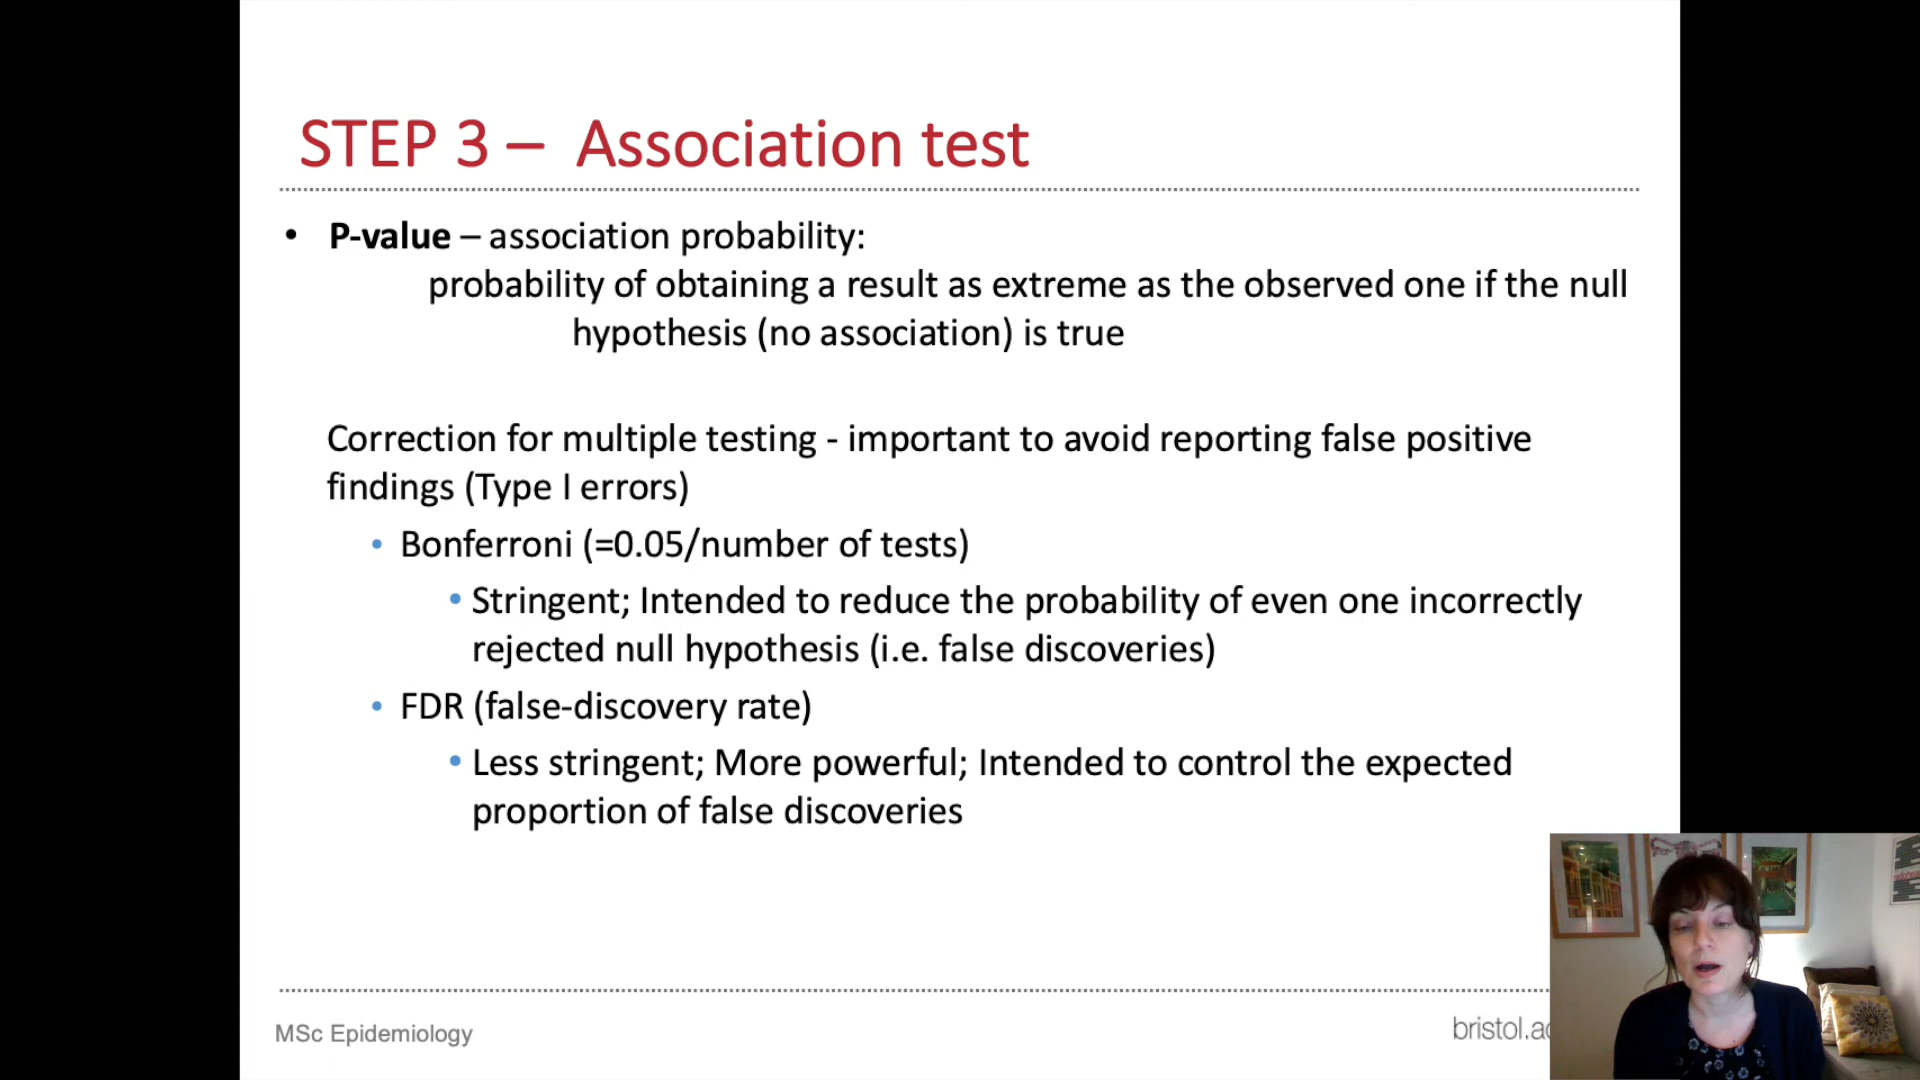 STEP 3 – Association test
• P-value – association probability:
probability of obtaining a result as extreme as the observed one if the null
hypothesis (no association) is true
Correction for multiple testing - important to avoid reporting false positive
findings (Type I errors)
• Bonferroni (=0.05/number of tests)
• Stringent; Intended to reduce the probability of even one incorrectly
rejected null hypothesis (i.e. false discoveries)
• FDR (false-discovery rate)
• Less stringent; More powerful; Intended to control the expected
proportion of false discoveries
MSc Epidemiology
bristol.ac